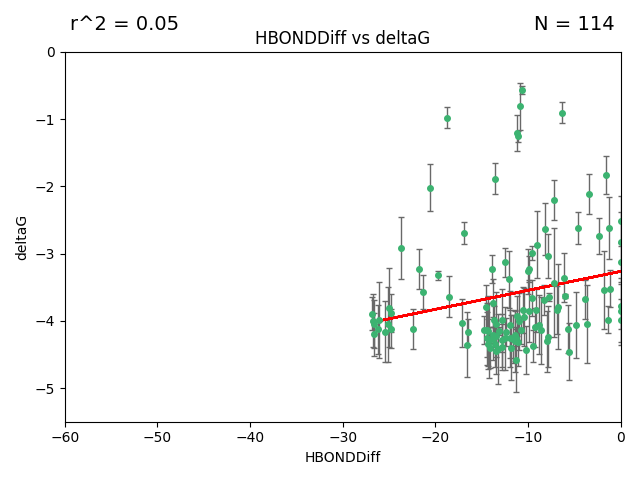 r^2 = 0.05
N = 114
HBONDDiff vs deltaG
0
−1
−2
−3
−4
−5
deltaG
−60 −50 −40 −30 −20 −10 0
HBONDDiff